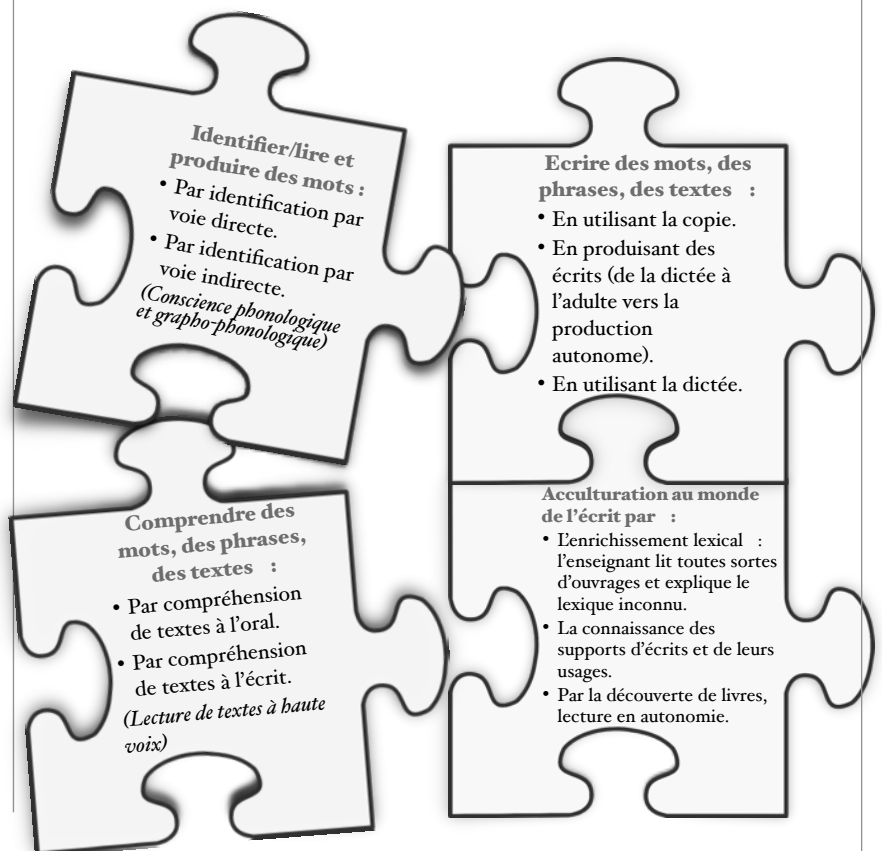 Identifier/lire et
produire des mots :
• Par identification par
voie directe.
• Par identification par
voie indirecte.
(Conscience phonologique
et grapho-phonologique)
Ecrire des mots, des
phrases, des textes :
• En utilisant la copie.
• En produisant des
écrits (de la dictée à
l'adulte vers la
production
autonome).
• En utilisant la dictée.
Comprendre des
mots, des phrases,
des textes :
• Par compréhension
de textes à l'oral.
• Par compréhension
de textes à l'écrit.
(Lecture de textes à haute
voix)
Acculturation au monde
de l'écrit par :
• L'enrichissement lexical :
l'enseignant lit toutes sortes
d'ouvrages et explique le
lexique inconnu.
• La connaissance des
supports d'écrits et de leurs
usages.
• Par la découverte de livres,
lecture en autonomie.